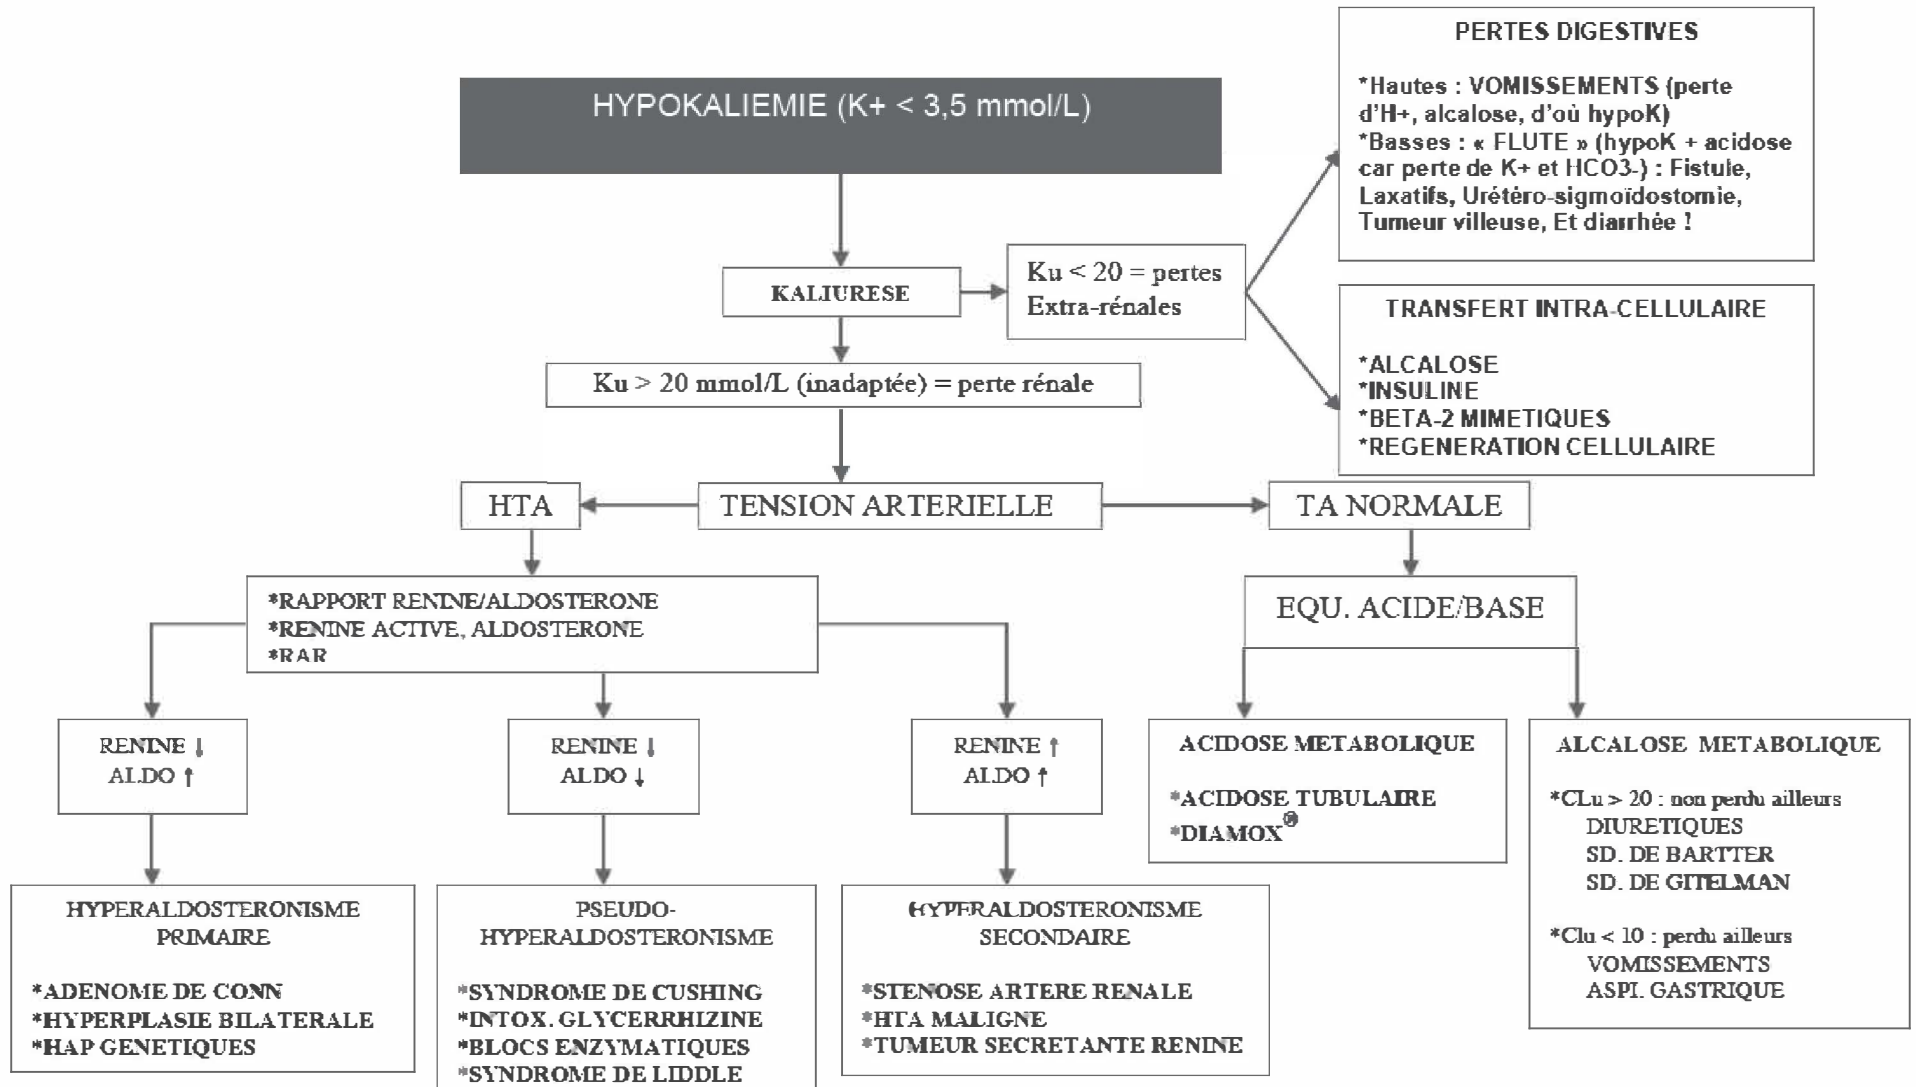 HYPOKALIEMIE (K+ < 3,5 mmol/L)
PERTES DIGESTIVES
*Hautes : VOMISSEMENTS (perte
d'H+, alcalose, d'où hypoK)
*Basses : « FLUTE » (hypoK + acidose
car perte de K+ et HCO3-) : Fistule,
Laxatifs, Urétéro-sigmoïdostomie,
Tumeur villeuse, Et diarrhée !
KALIURESE
Ku < 20 = pertes
Extra-rénales
TRANSFERT INTRA-CELLULAIRE
*ALCALOSE
*INSULINE
*BETA-2 MIMETIQUES
*REGENERATION CELLULAIRE
Ku > 20 mmol/L (inadaptée) = perte rénale
HTA
TENSION ARTERIELLE
TA NORMALE
*RAPPORT RENINE/ALDOSTERONE
*RENINE ACTIVE, ALDOSTERONE
*RAR
EQU. ACIDE/BASE
RENINE ↓
ALDO ↑
RENINE ↓
ALDO ↓
RENINE ↑
ALDO ↑
ACIDOSE METABOLIQUE
*ACIDOSE TUBULAIRE
*DIAMOX®
ALCALOSE METABOLIQUE
*CLu > 20 : non perdu ailleurs
DIURETIQUES
SD. DE BARTTER
SD. DE GITELMAN
*Clu < 10 : perdu ailleurs
VOMISSEMENTS
ASPI. GASTRIQUE
HYPERALDOSTERONISME
PRIMAIRE
*ADENOME DE CONN
*HYPERPLASIE BILATERALE
*HAP GENETIQUES
PSEUDO-
HYPERALDOSTERONISME
*SYNDROME DE CUSHING
*INTOX. GLYCERRHIZINE
*BLOCS ENZYMATIQUES
*SYNDROME DE LIDDLE
HYPERALDOSTERONISME
SECONDAIRE
*STENOSE ARTERE RENALE
*HTA MALIGNE
*TUMEUR SECRETANTE RENINE